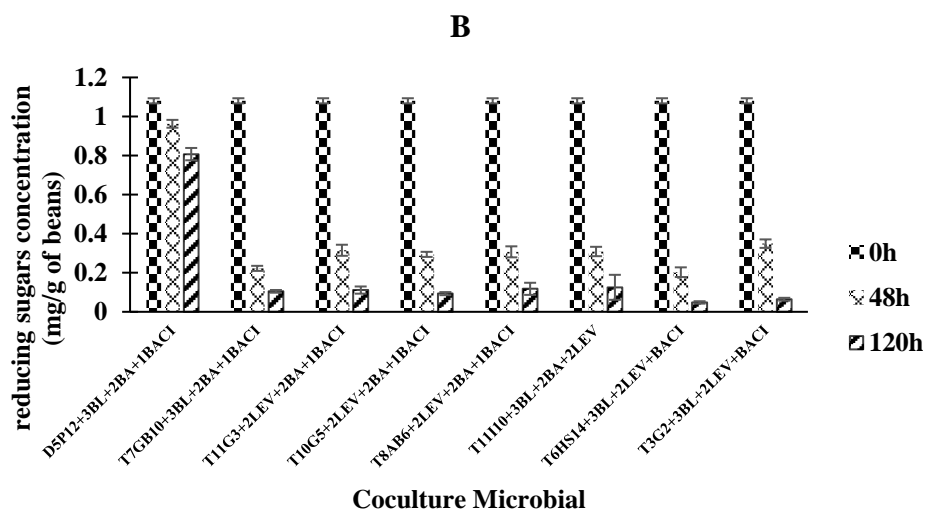 B
reducing sugars concentration
(mg/g of beans)
1.2
1
0.8
0.6
0.4
0.2
0
0h
48h
120h
D5P12+3BL+2BA+1BACI
T7GB10+3BL+2BA+1BACI
T11G3+2LEV+2BA+1BACI
T10G5+2LEV+2BA+1BACI
T8AB6+2LEV+2BA+1BACI
T11I10+3BL+2BA+2LEV
T6HS14+3BL+2LEV+BACI
T3G2+3BL+2LEV+BACI
Coculture Microbial